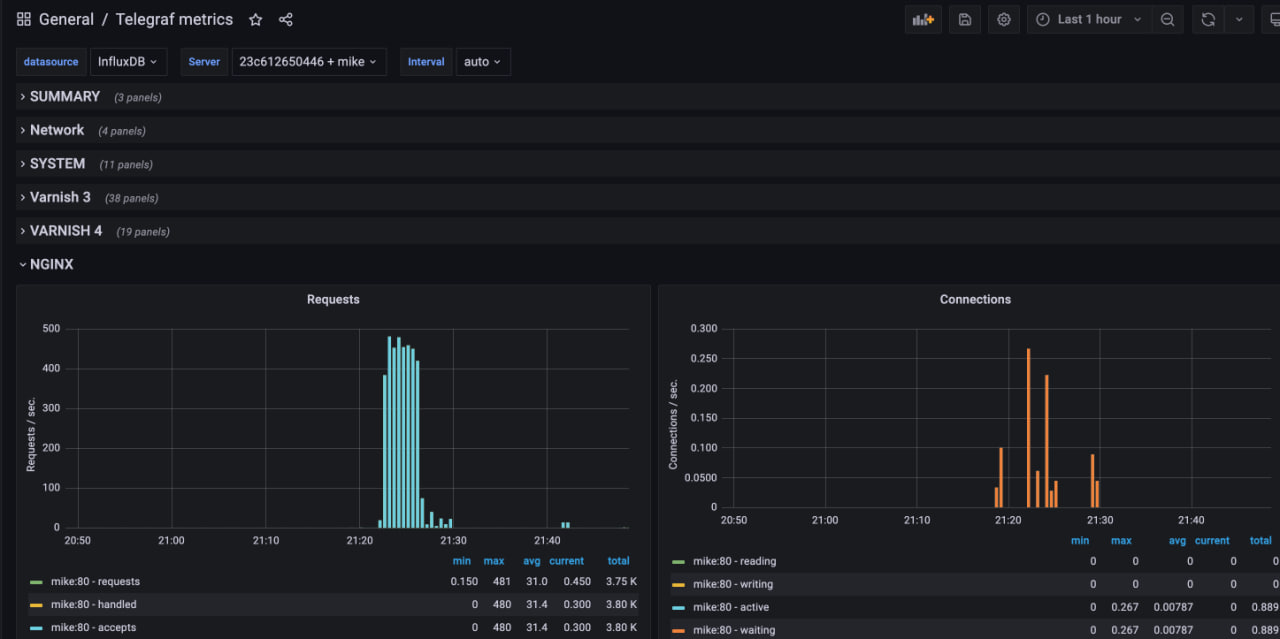 General / Telegraf metrics Last 1 hour
datasource InfluxDB Server 23c612650446 + mike Interval auto
SUMMARY (3 panels)
Network (4 panels)
SYSTEM (11 panels)
Varnish 3 (38 panels)
VARNISH 4 (19 panels)
NGINX
Requests
Requests / sec.
500
400
300
200
100
0
20:50 21:00 21:10 21:20 21:30 21:40
min max avg current total
mike:80 - requests 0.150 481 31.0 0.450 3.75 K
mike:80 - handled 0 480 31.4 0.300 3.80 K
mike:80 - accepts 0 480 31.4 0.300 3.80 K
Connections
Connections / sec.
0.300
0.250
0.200
0.150
0.100
0.0500
0
20:50 21:00 21:10 21:20 21:30 21:40
min max avg current total
mike:80 - reading 0 0 0 0 0
mike:80 - writing 0 0 0 0 0
mike:80 - active 0 0.267 0.00787 0 0.889
mike:80 - waiting 0 0.267 0.00787 0 0.889